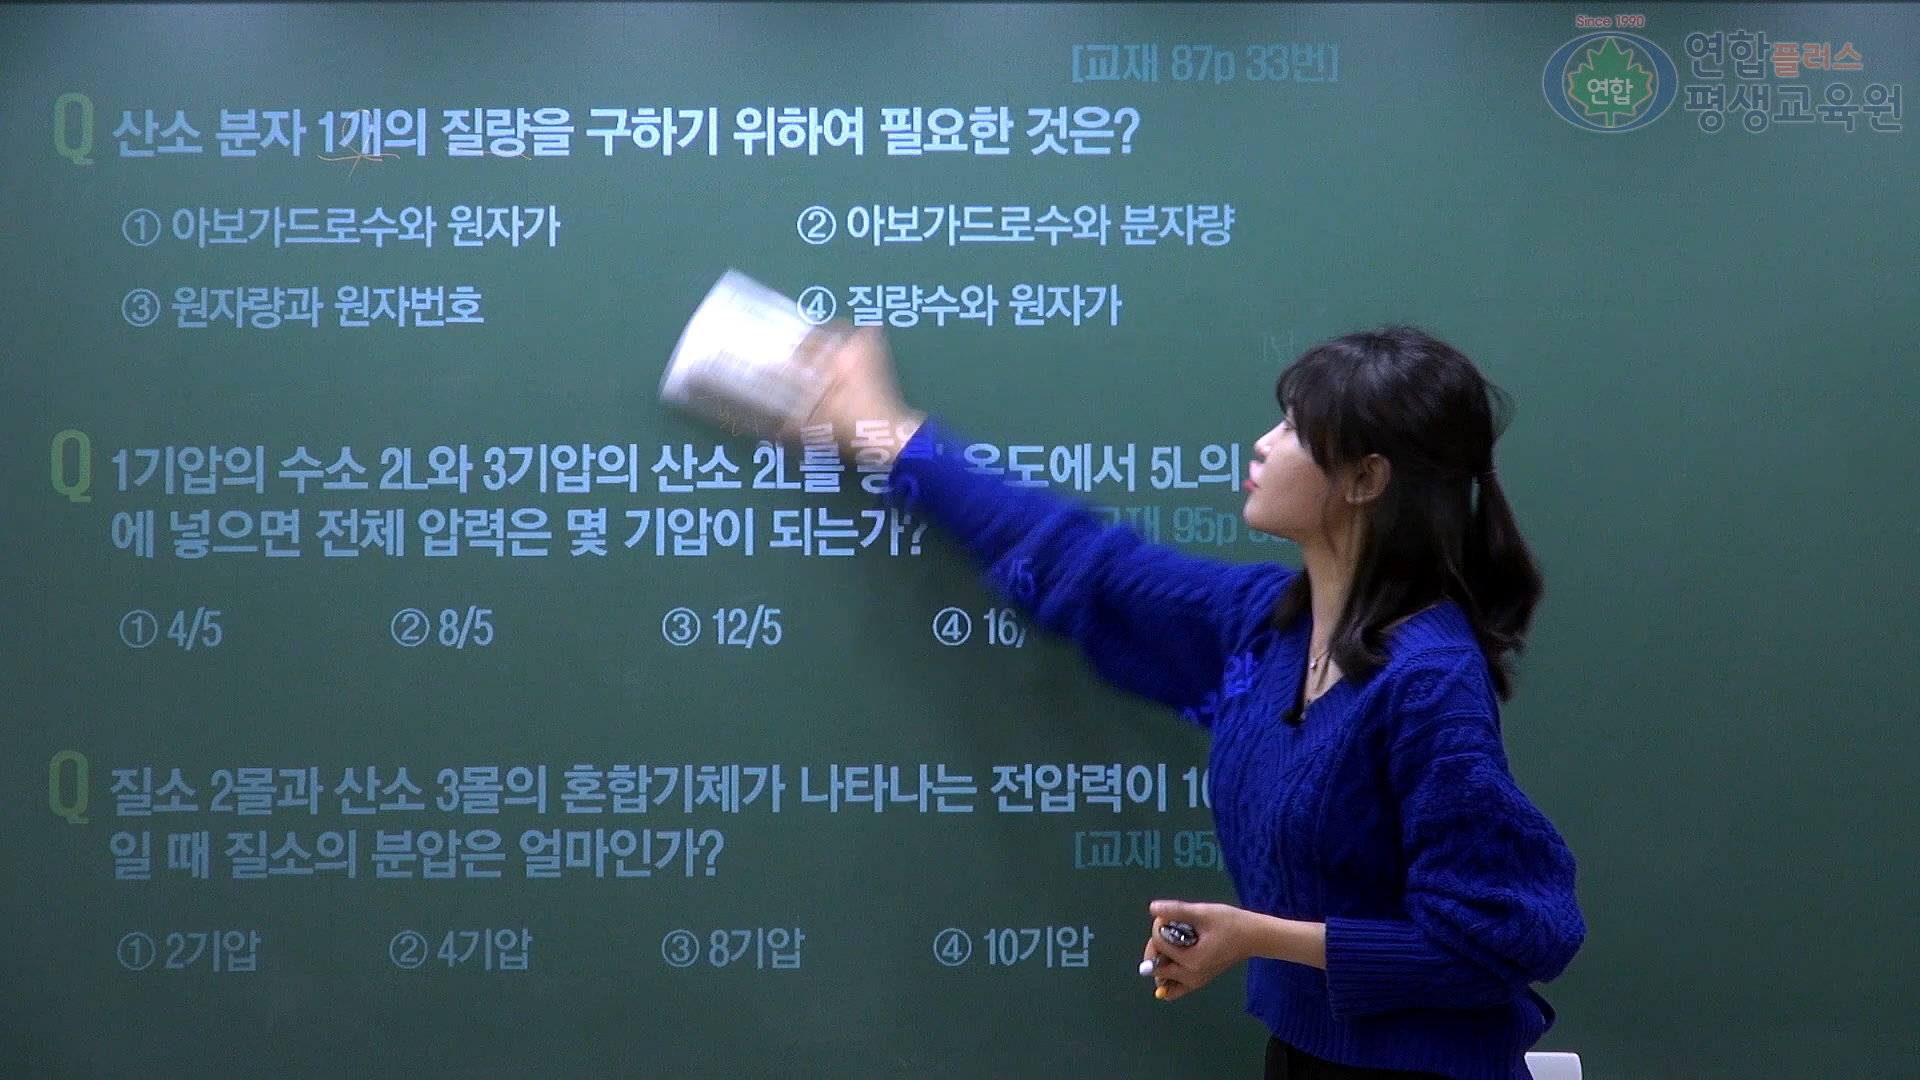 Since 1990
연합
연합플러스
평생교육원
[교재 87p 33번]
Q 산소 분자 1개의 질량을 구하기 위하여 필요한 것은?
① 아보가드로수와 원자가 ② 아보가드로수와 분자량
③ 원자량과 원자번호 ④ 질량수와 원자가
Q 1기압의 수소 2L와 3기압의 산소 2L를 온도에서 5L의
에 넣으면 전체 압력은 몇 기압이 되는가?
95p
① 4/5 ② 8/5 ③ 12/5 ④ 16/
Q 질소 2몰과 산소 3몰의 혼합기체가 나타나는 전압력이
일 때 질소의 분압은 얼마인가? [교재 95p
① 2기압 ② 4기압 ③ 8기압 ④ 10기압